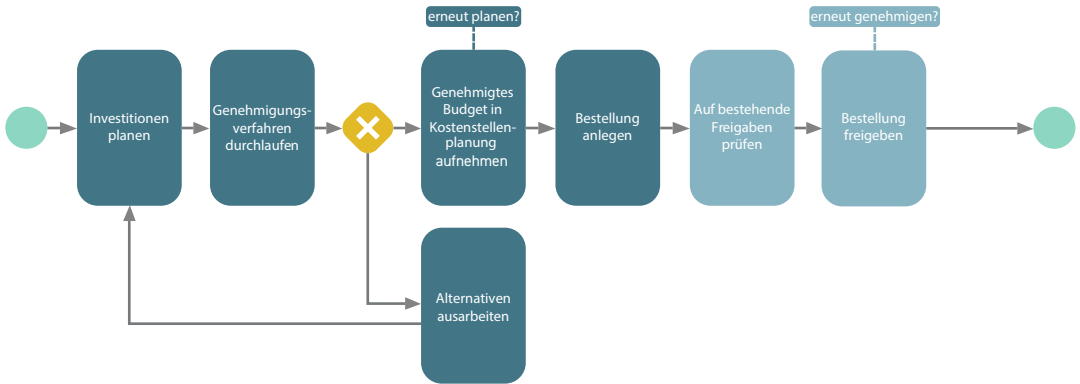 erneut planen?
erneut genehmigen?
Investitionen
planen
Genehmigungs-
verfahren
durchlaufen
Genehmigtes
Budget in
Kostenstellen-
planung
aufnehmen
Bestellung
anlegen
Auf bestehende
Freigaben
prüfen
Bestellung
freigeben
Alternativen
ausarbeiten